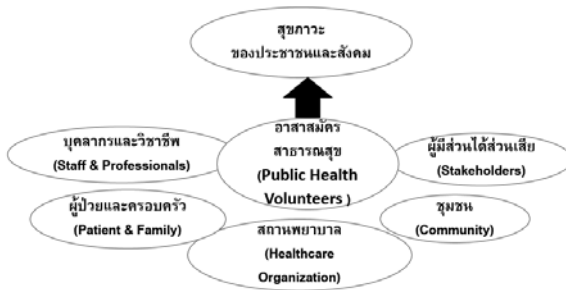 สุขภาวะ
ของประชาชนและสังคม
อาสาสมัคร
สาธารณสุข
(Public Health
Volunteers )
บุคลากรและวิชาชีพ
(Staff & Professionals)
ผู้มีส่วนได้ส่วนเสีย
(Stakeholders)
ผู้ป่วยและครอบครัว
(Patient & Family)
สถานพยาบาล
(Healthcare
Organization)
ชุมชน
(Community)